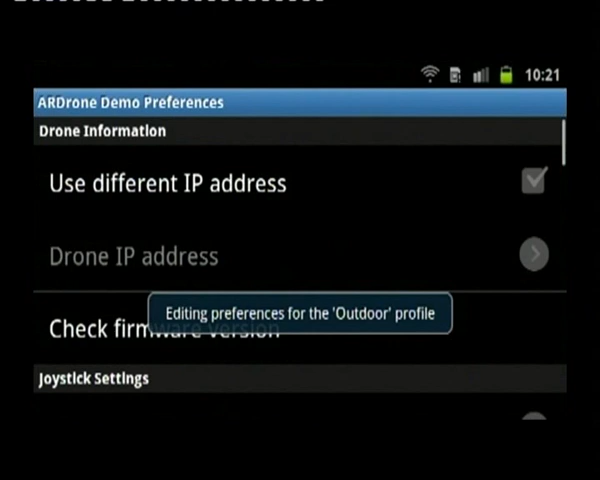 10:21
ARDrone Demo Preferences
Drone Information
Use different IP address
Drone IP address
Editing preferences for the 'Outdoor' profile
Check firmware version
Joystick Settings